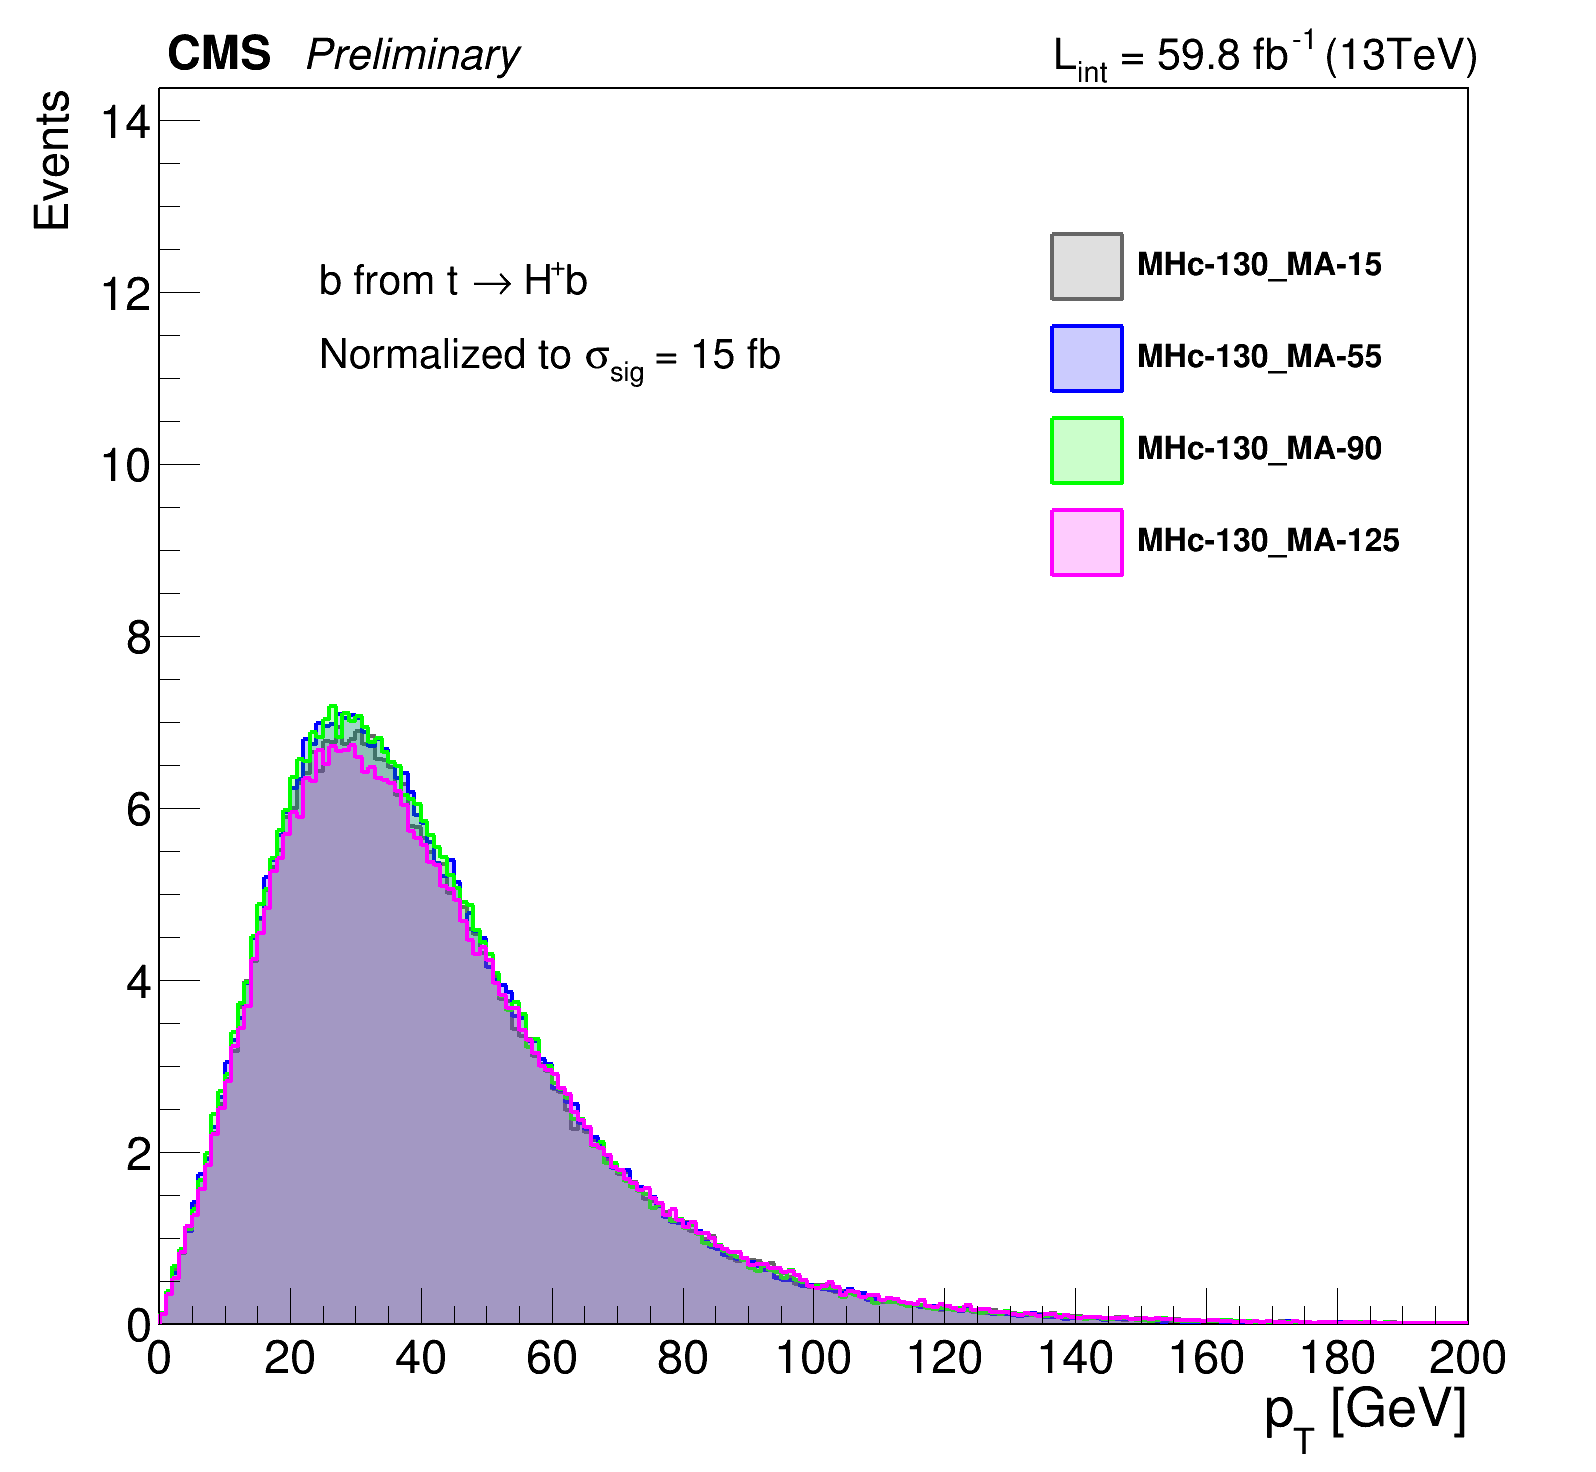 CMS Preliminary
L_int = 59.8 fb^-1 (13TeV)
Events
14
12
10
8
6
4
2
0
b from t → H⁺b
Normalized to σ_sig = 15 fb
MHc-130_MA-15
MHc-130_MA-55
MHc-130_MA-90
MHc-130_MA-125
0 20 40 60 80 100 120 140 160 180 200
p_T [GeV]